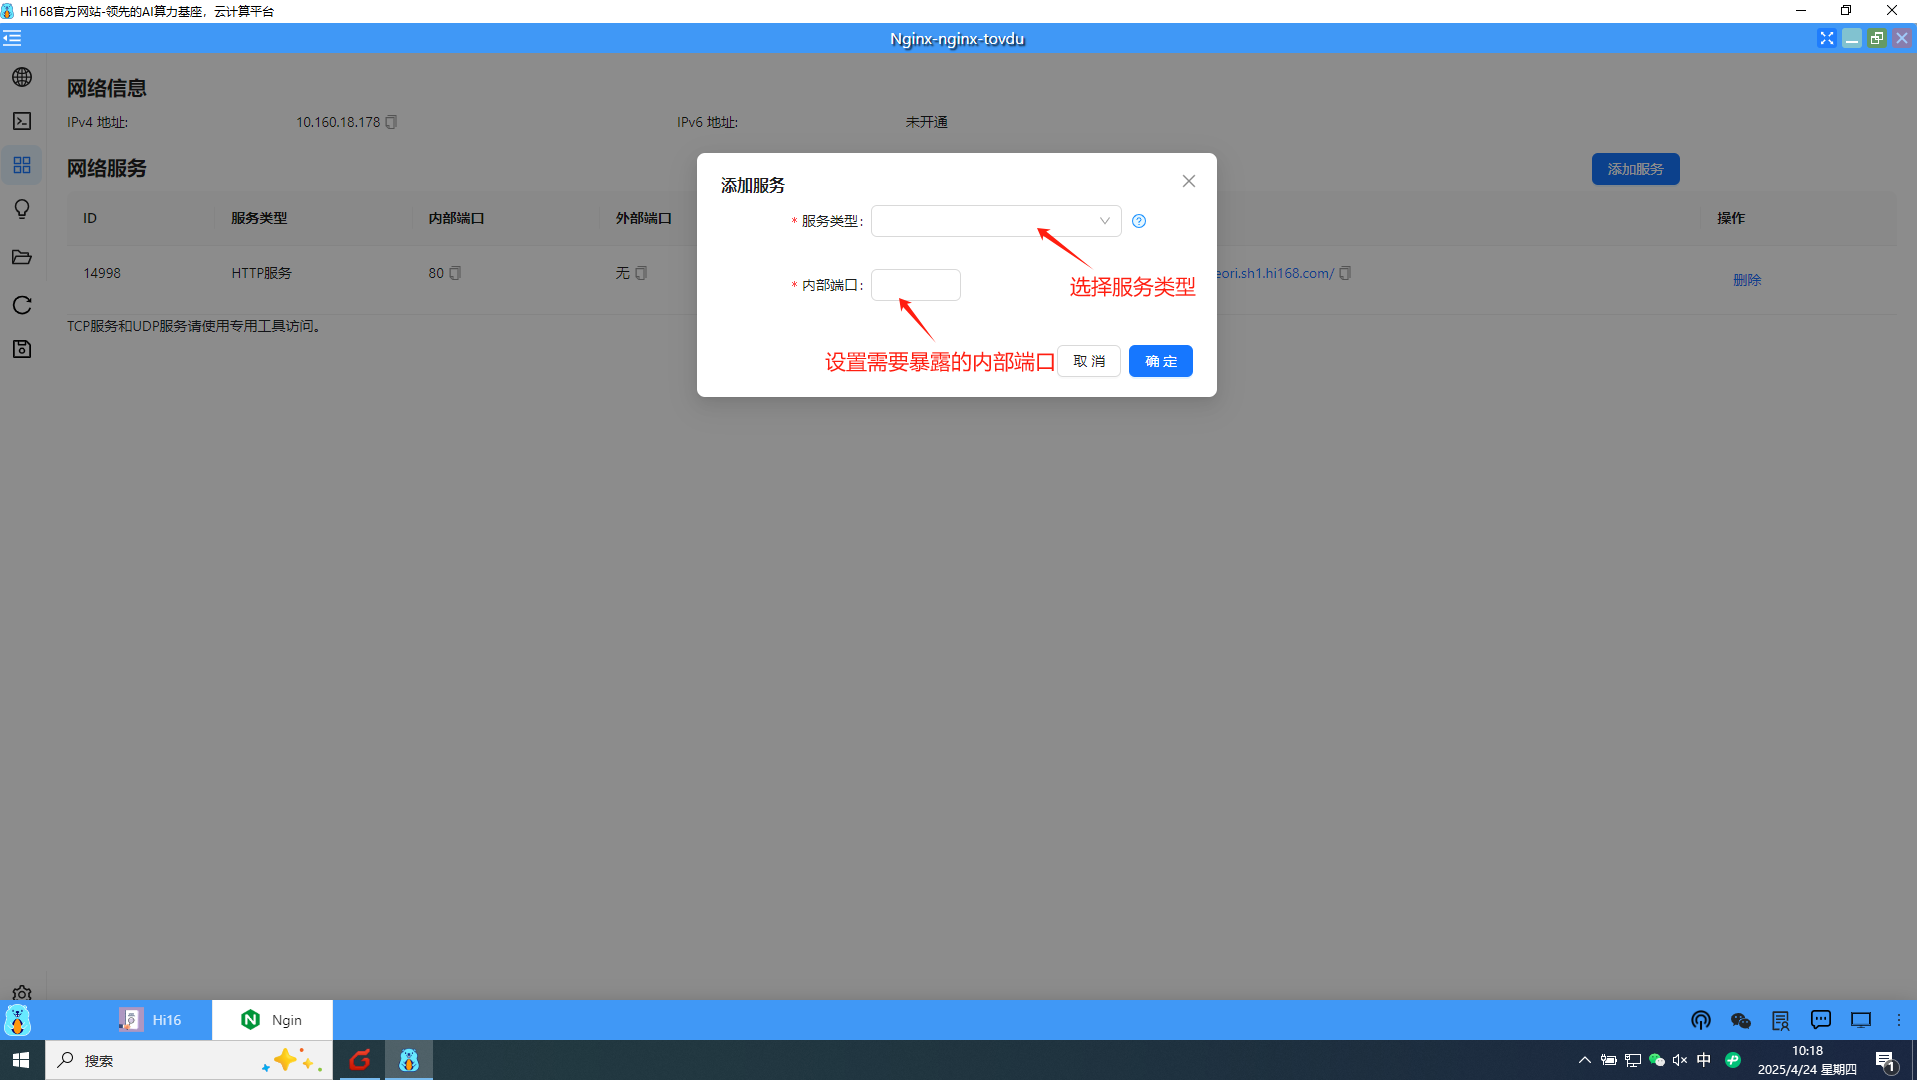 Hi168官方网站-领先的AI算力基座，云计算平台
Nginx-nginx-tovdu
网络信息
IPv4 地址: 10.160.18.178 IPv6 地址: 未开通
网络服务 添加服务
ID 服务类型 内部端口 外部端口 操作
14998 HTTP服务 80 无 eori.sh1.hi168.com/ 删除
TCP服务和UDP服务请使用专用工具访问。
添加服务
* 服务类型:
选择服务类型
* 内部端口:
设置需要暴露的内部端口
取 消 确 定
Hi16 Ngin
搜索
中
10:18
2025/4/24 星期四
1